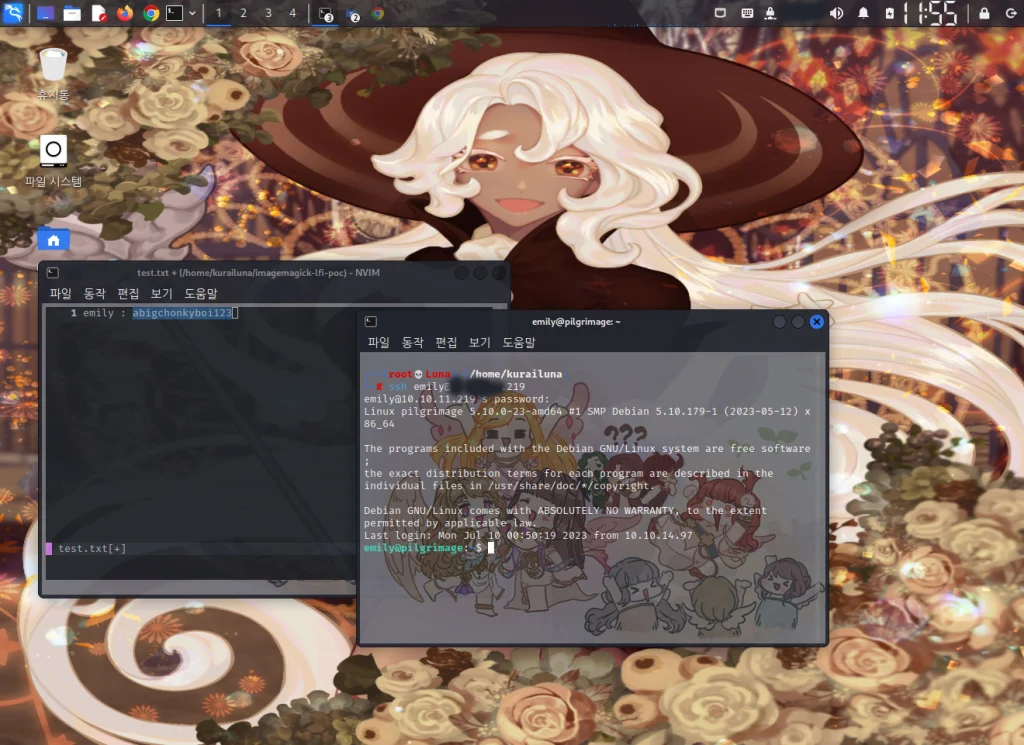 1 2 3 4
3
2
11:55
휴지통
파일 시스템
test.txt + (/home/kurailuna/imagemagick-lfi-poc) - NVIM
파일 동작 편집 보기 도움말
1 emily : abigchonkyboi123
test.txt[+]
emily@pilgrimage: ~
파일 동작 편집 보기 도움말
root💀Luna /home/kurailuna
# ssh emily@ .219
emily@10.10.11.219's password:
Linux pilgrimage 5.10.0-23-amd64 #1 SMP Debian 5.10.179-1 (2023-05-12) x
86_64
The programs included with the Debian GNU/Linux system are free software
;
the exact distribution terms for each program are described in the
individual files in /usr/share/doc/*/copyright.
???
Debian GNU/Linux comes with ABSOLUTELY NO WARRANTY, to the extent
permitted by applicable law.
Last login: Mon Jul 10 00:50:19 2023 from 10.10.14.97
emily@pilgrimage:~$